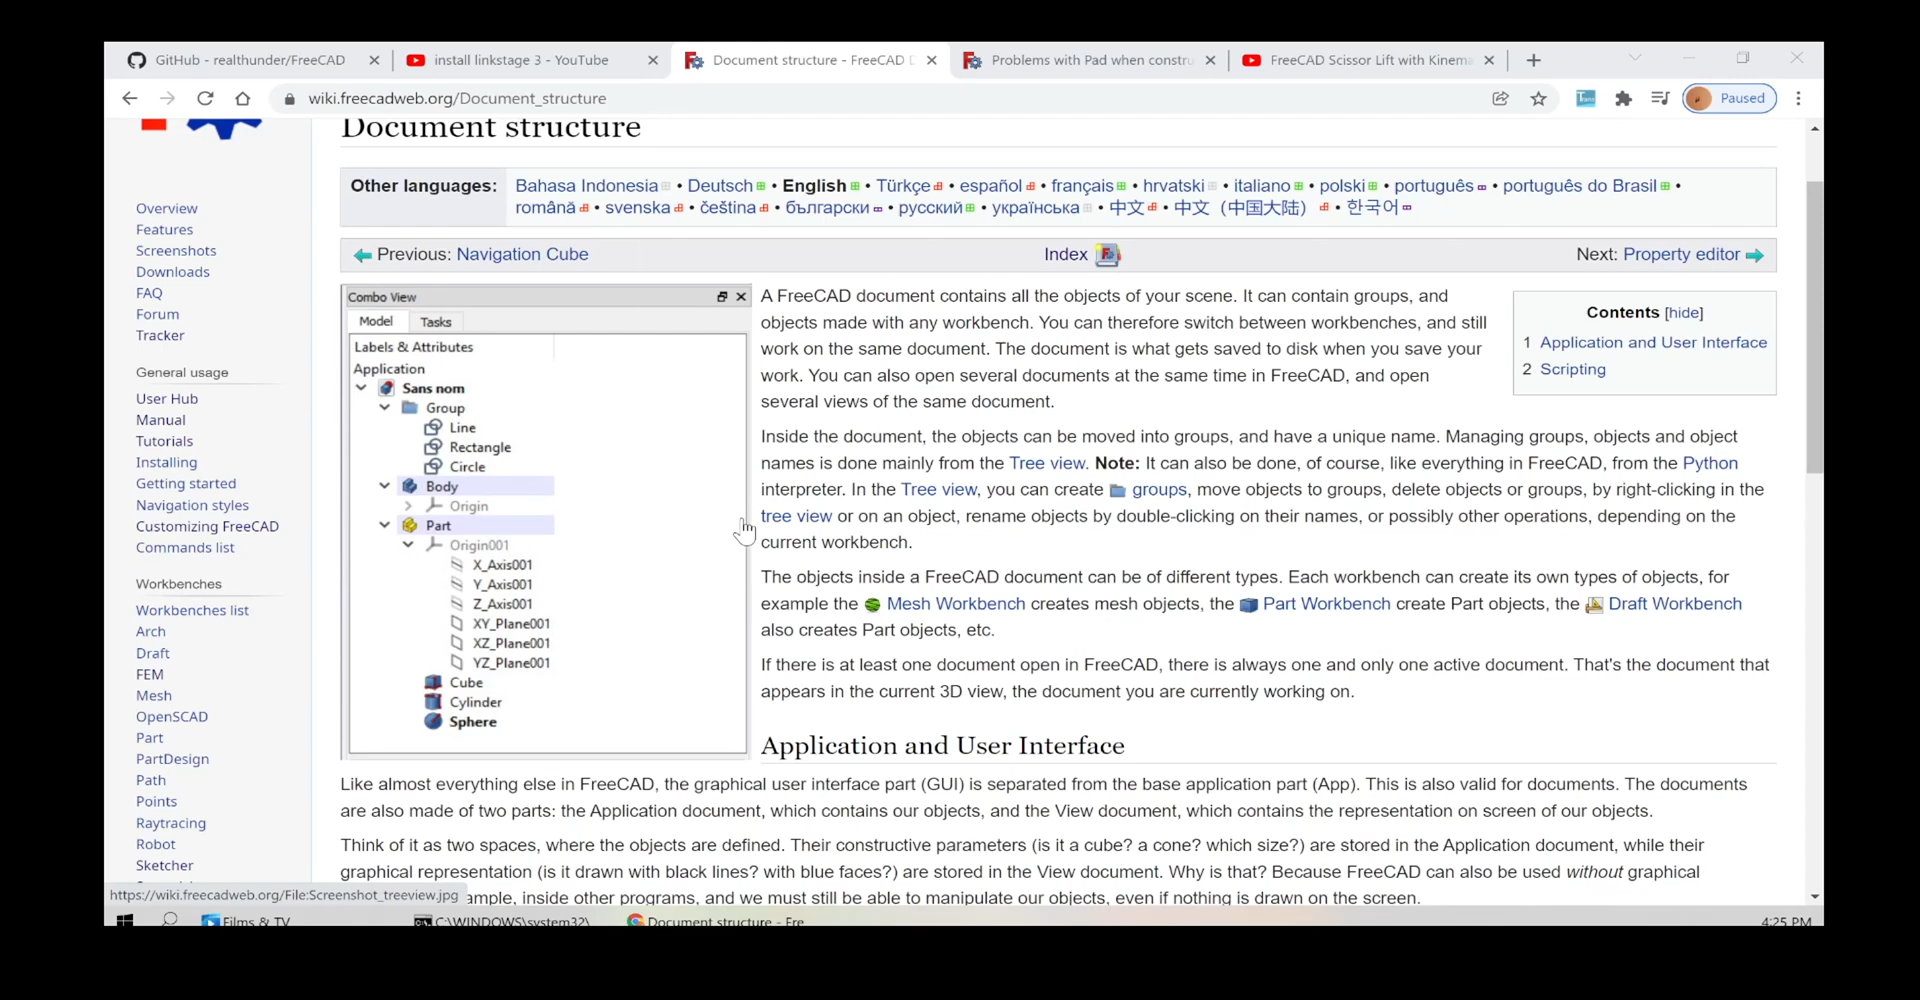 GitHub - realthunder/FreeCAD
install linkstage 3 - YouTube
Document structure - FreeCAD D
Problems with Pad when constru
FreeCAD Scissor Lift with Kinema
wiki.freecadweb.org/Document_structure
Paused
Document structure
Other languages:
Bahasa Indonesia • Deutsch • English • Türkçe • español • français • hrvatski • italiano • polski • português • português do Brasil •
română • svenska • čeština • български • русский • українська • 中文 • 中文（中国大陆） • 한국어
Previous: Navigation Cube
Index
Next: Property editor
Overview
Features
Screenshots
Downloads
FAQ
Forum
Tracker
General usage
User Hub
Manual
Tutorials
Installing
Getting started
Navigation styles
Customizing FreeCAD
Commands list
Workbenches
Workbenches list
Arch
Draft
FEM
Mesh
OpenSCAD
Part
PartDesign
Path
Points
Raytracing
Robot
Sketcher
Combo View
Model
Tasks
Labels & Attributes
Application
Sans nom
Group
Line
Rectangle
Circle
Body
Origin
Part
Origin001
X_Axis001
Y_Axis001
Z_Axis001
XY_Plane001
XZ_Plane001
YZ_Plane001
Cube
Cylinder
Sphere
A FreeCAD document contains all the objects of your scene. It can contain groups, and
objects made with any workbench. You can therefore switch between workbenches, and still
work on the same document. The document is what gets saved to disk when you save your
work. You can also open several documents at the same time in FreeCAD, and open
several views of the same document.
Contents [hide]
1 Application and User Interface
2 Scripting
Inside the document, the objects can be moved into groups, and have a unique name. Managing groups, objects and object
names is done mainly from the Tree view. Note: It can also be done, of course, like everything in FreeCAD, from the Python
interpreter. In the Tree view, you can create groups, move objects to groups, delete objects or groups, by right-clicking in the
tree view or on an object, rename objects by double-clicking on their names, or possibly other operations, depending on the
current workbench.
The objects inside a FreeCAD document can be of different types. Each workbench can create its own types of objects, for
example the Mesh Workbench creates mesh objects, the Part Workbench create Part objects, the Draft Workbench
also creates Part objects, etc.
If there is at least one document open in FreeCAD, there is always one and only one active document. That's the document that
appears in the current 3D view, the document you are currently working on.
Application and User Interface
Like almost everything else in FreeCAD, the graphical user interface part (GUI) is separated from the base application part (App). This is also valid for documents. The documents
are also made of two parts: the Application document, which contains our objects, and the View document, which contains the representation on screen of our objects.
Think of it as two spaces, where the objects are defined. Their constructive parameters (is it a cube? a cone? which size?) are stored in the Application document, while their
graphical representation (is it drawn with black lines? with blue faces?) are stored in the View document. Why is that? Because FreeCAD can also be used without graphical
ample, inside other programs, and we must still be able to manipulate our objects, even if nothing is drawn on the screen.
https://wiki.freecadweb.org/File:Screenshot_treeview.jpg
Films & TV
C:\WINDOWS\system32\
Document structure - Fre
4:25 PM